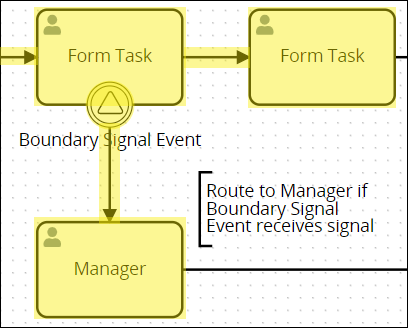 Form Task
Form Task
Boundary Signal Event
Route to Manager if
Boundary Signal
Event receives signal
Manager